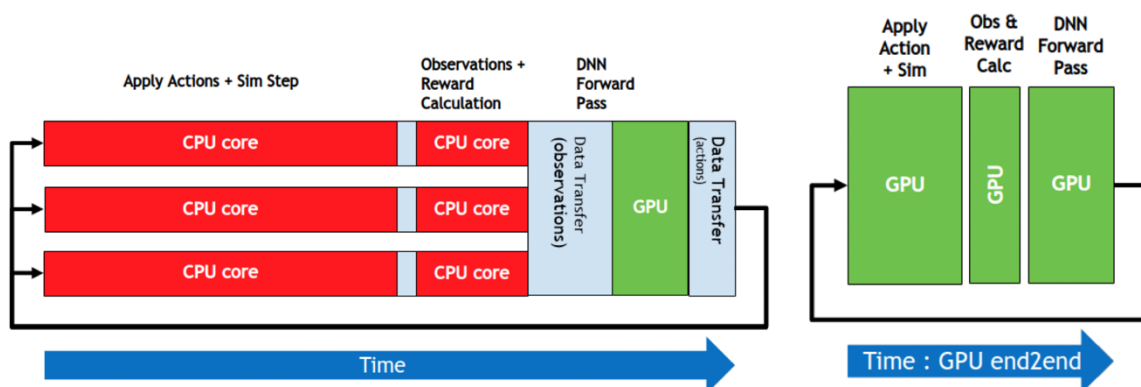 Apply Actions + Sim Step
Observations +
Reward
Calculation
DNN
Forward
Pass
CPU core
CPU core
CPU core
CPU core
CPU core
CPU core
Data Transfer
(observations)
GPU
Data Transfer
(actions)
Time
Apply
Action
+ Sim
Obs &
Reward
Calc
DNN
Forward
Pass
GPU
GPU
GPU
Time : GPU end2end